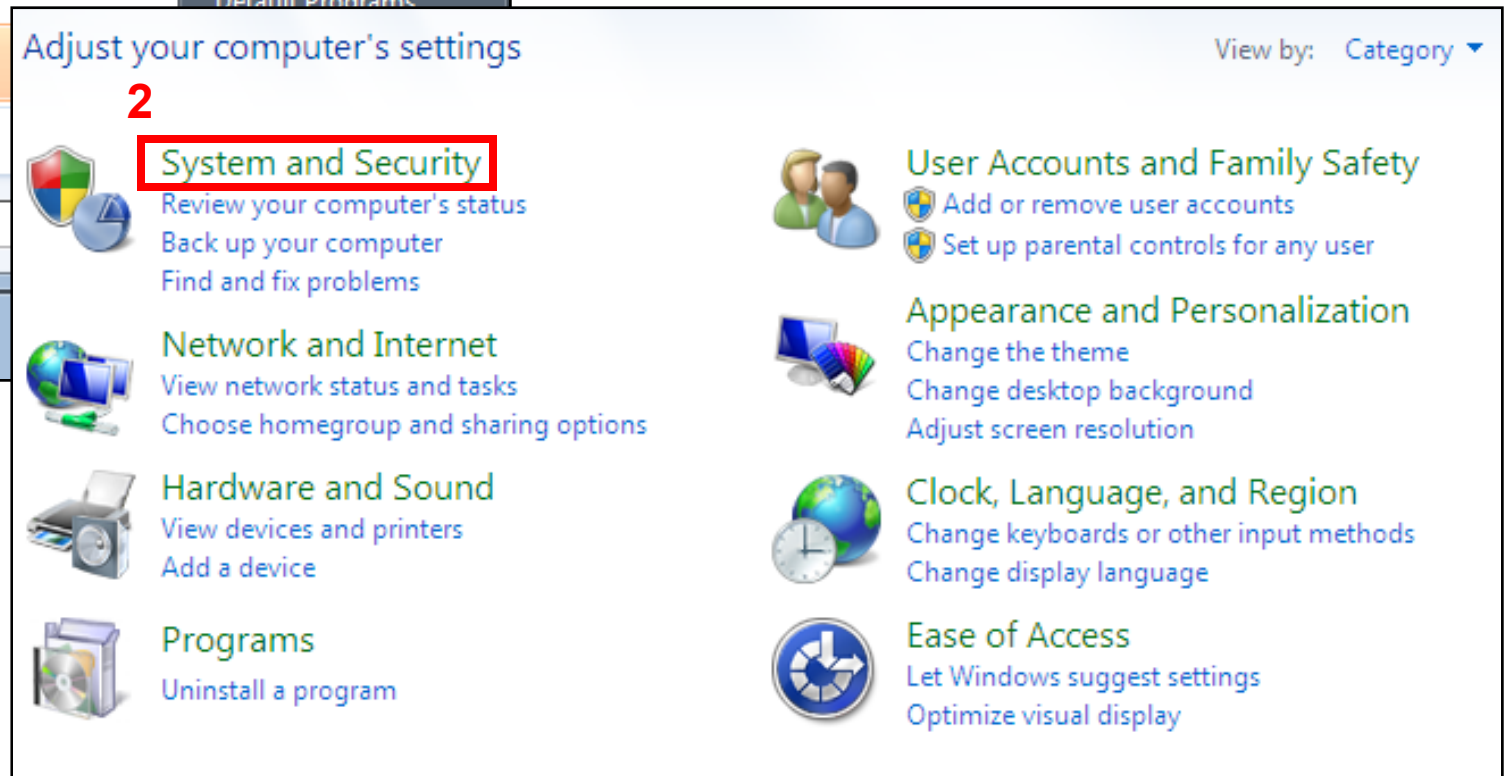 Default Programs
Adjust your computer's settings
View by: Category
2
System and Security
Review your computer's status
Back up your computer
Find and fix problems
Network and Internet
View network status and tasks
Choose homegroup and sharing options
Hardware and Sound
View devices and printers
Add a device
Programs
Uninstall a program
User Accounts and Family Safety
Add or remove user accounts
Set up parental controls for any user
Appearance and Personalization
Change the theme
Change desktop background
Adjust screen resolution
Clock, Language, and Region
Change keyboards or other input methods
Change display language
Ease of Access
Let Windows suggest settings
Optimize visual display